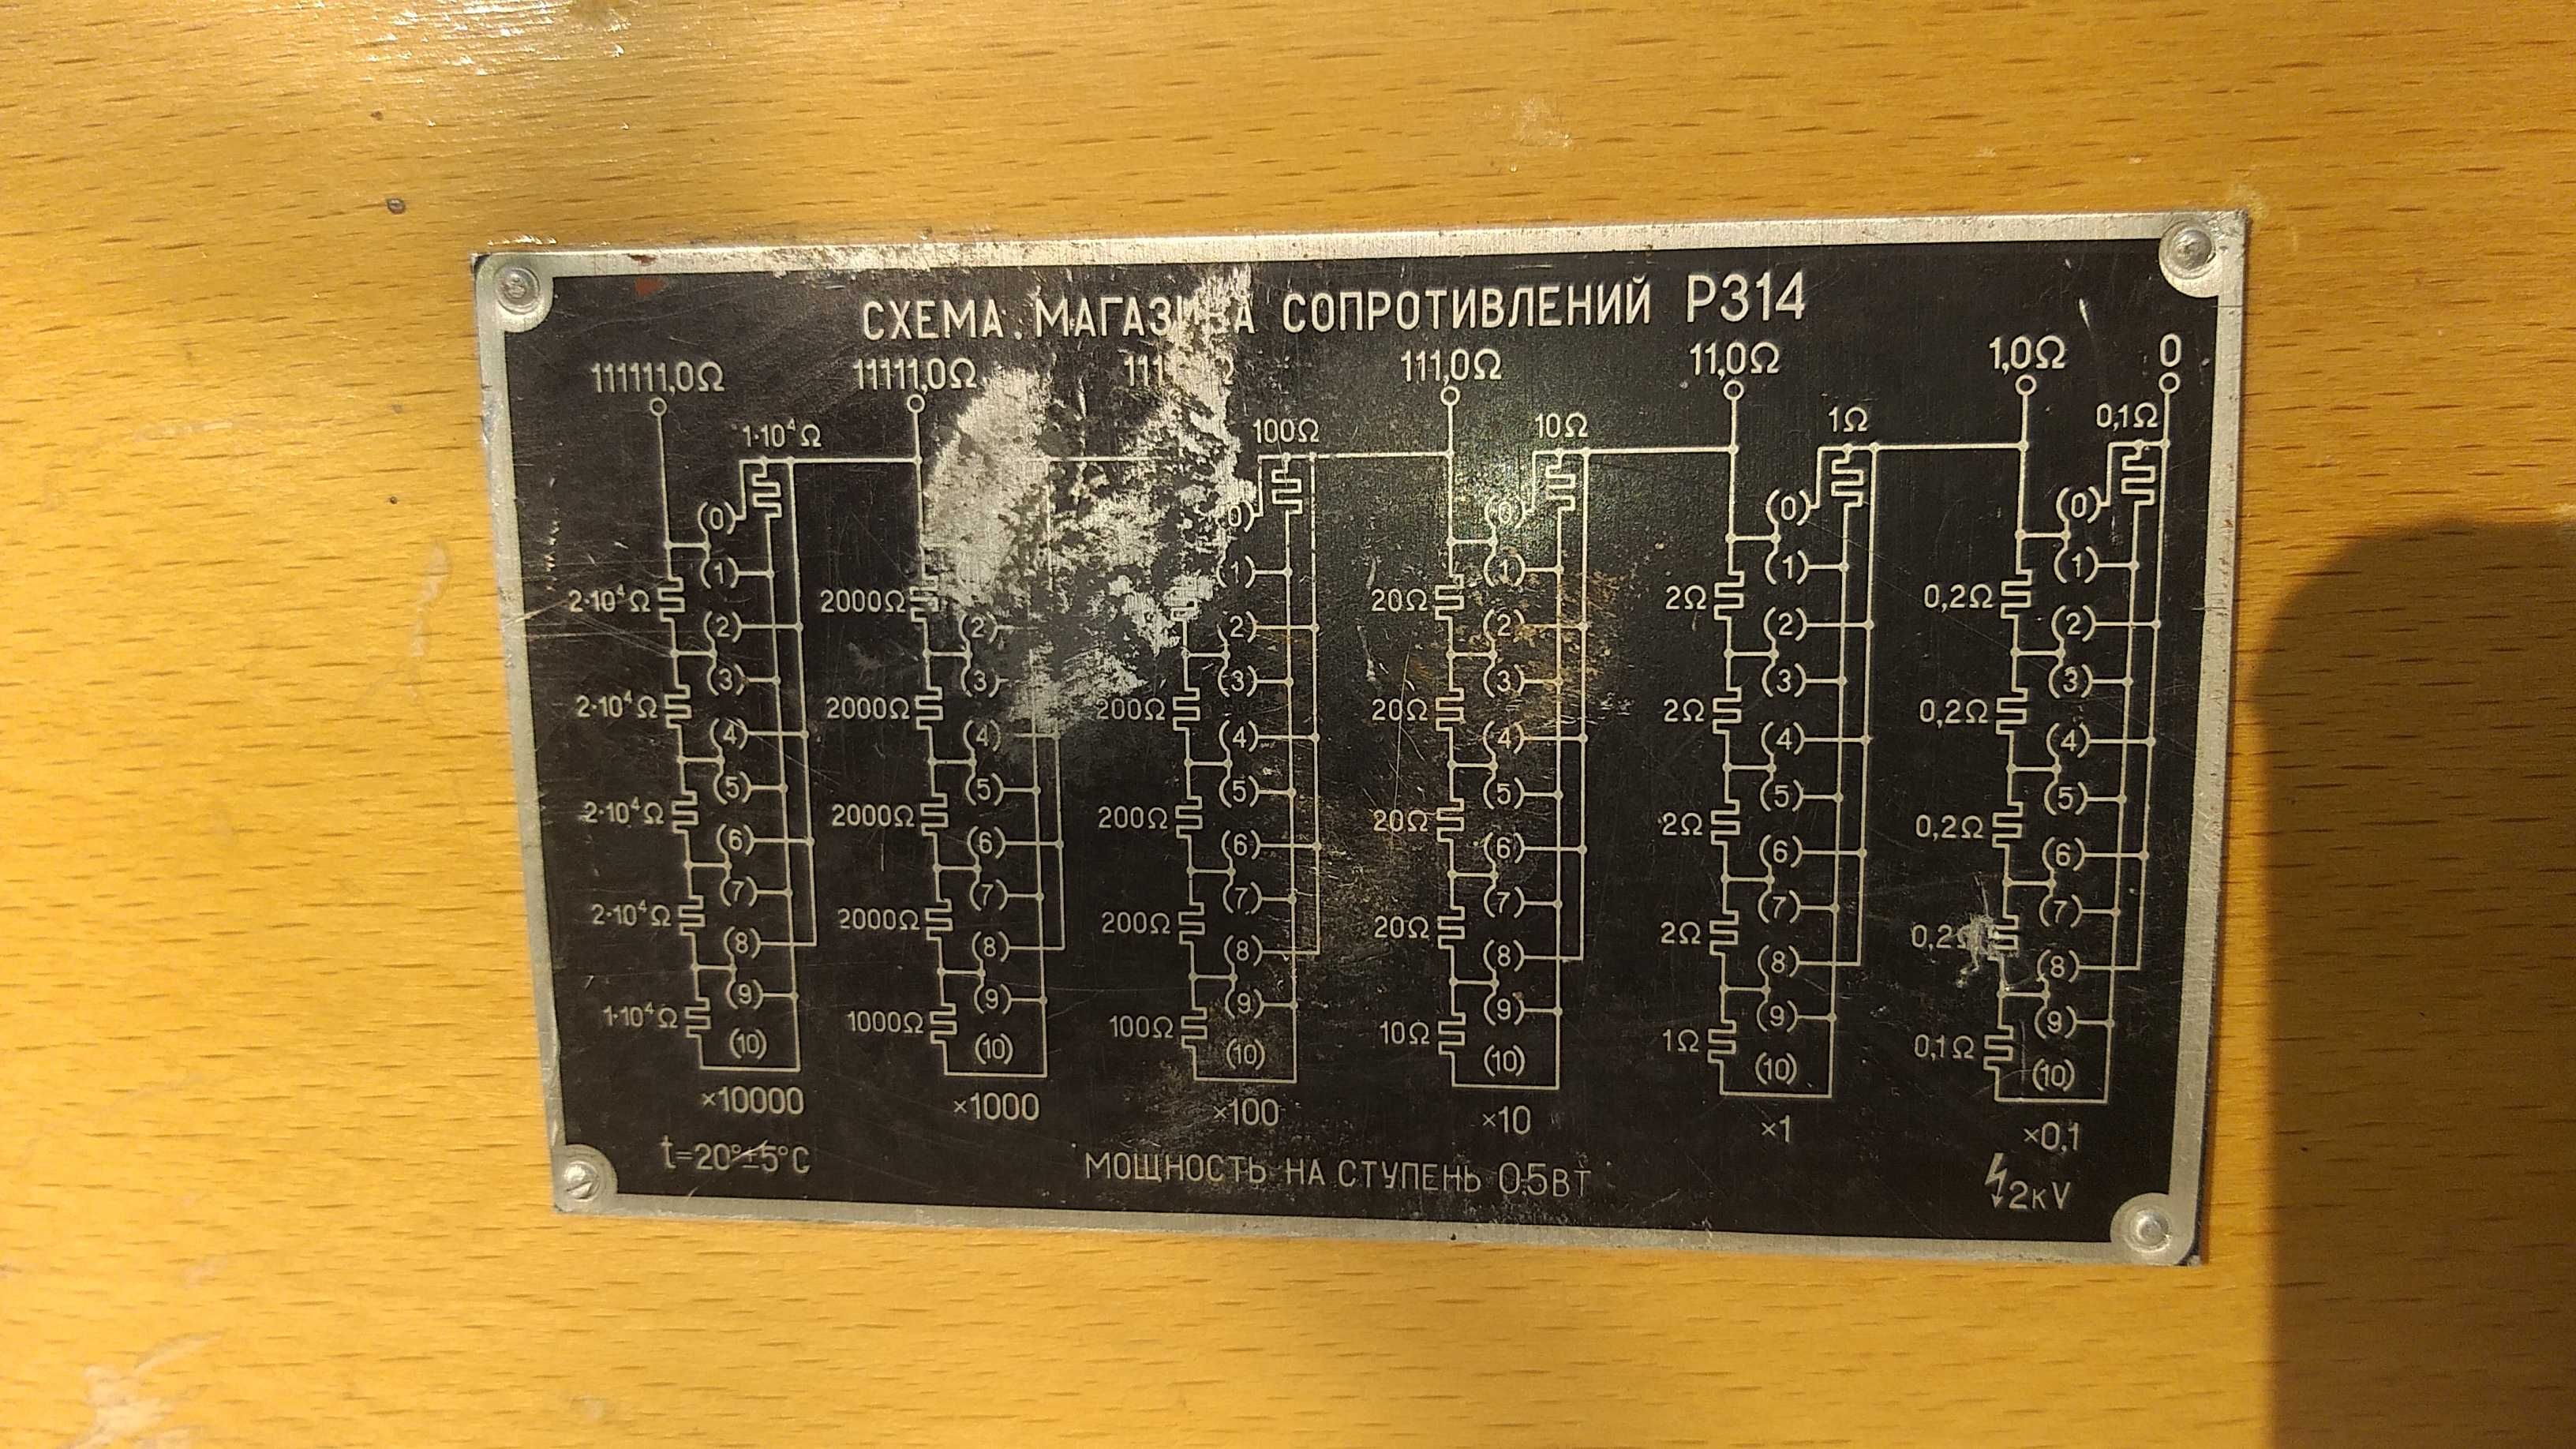 СХЕМА МАГАЗИНА СОПРОТИВЛЕНИЙ Р314
111111,0Ω 11111,0Ω 111,0Ω 11,0Ω 1,0Ω 0
1·10⁴Ω 100Ω 10Ω 1Ω 0,1Ω
(0) (0) (0) (0) (0)
(1) (1) (1) (1) (1)
2·10⁴Ω 2000Ω 20Ω 2Ω 0,2Ω
(2) (2) (2) (2) (2) (2)
(3) (3) (3) (3) (3) (3)
2·10⁴Ω 2000Ω 200Ω 20Ω 2Ω 0,2Ω
(4) (4) (4) (4) (4) (4)
(5) (5) (5) (5) (5) (5)
2·10⁴Ω 2000Ω 200Ω 20Ω 2Ω 0,2Ω
(6) (6) (6) (6) (6) (6)
(7) (7) (7) (7) (7) (7)
2·10⁴Ω 2000Ω 200Ω 20Ω 2Ω 0,2Ω
(8) (8) (8) (8) (8) (8)
(9) (9) (9) (9) (9) (9)
1·10⁴Ω 1000Ω 100Ω 10Ω 1Ω 0,1Ω
(10) (10) (10) (10) (10) (10)
×10000 ×1000 ×100 ×10 ×1 ×0,1
t=20°±5°C МОЩНОСТЬ НА СТУПЕНЬ 0,5ВТ 2кV